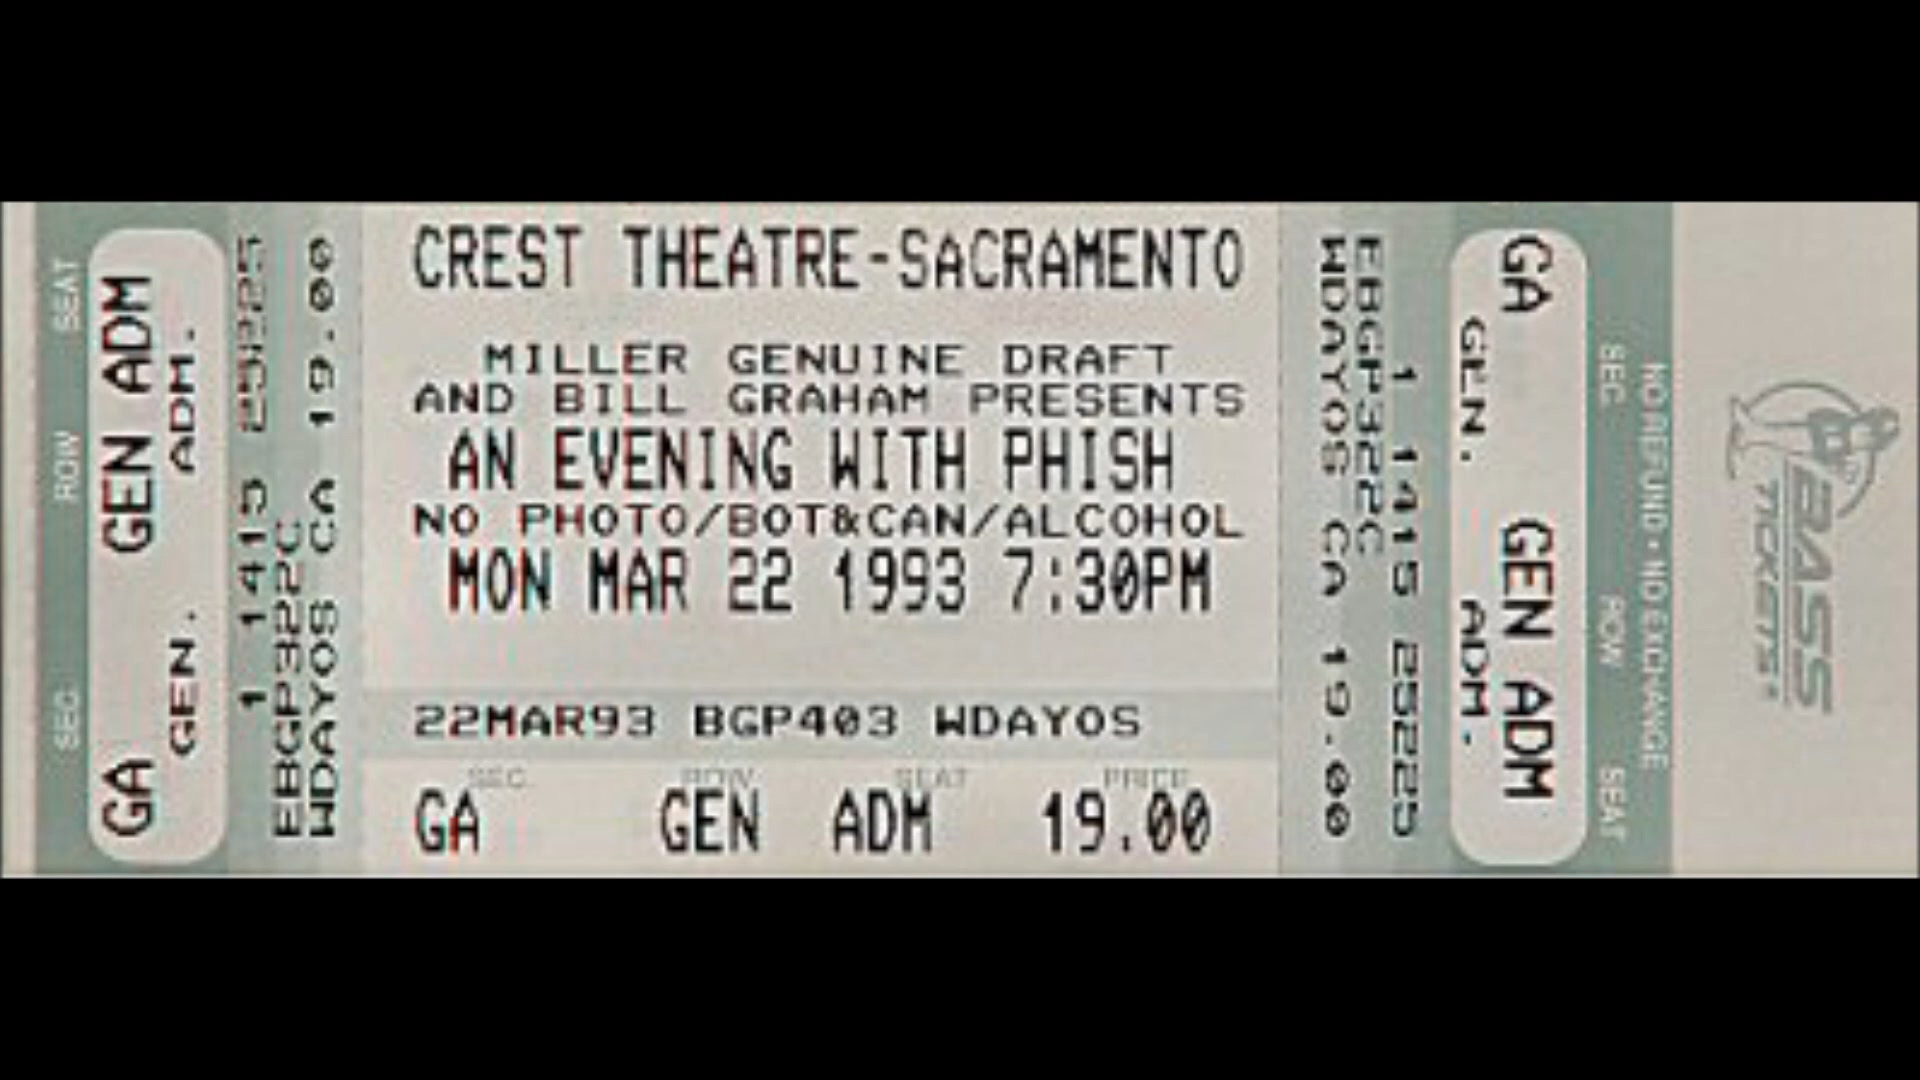 SEC. ROW SEAT
GA GEN ADM
GEN. ADM.
1 1415 25225
EBGP322C
WDAYOS CA 19.00
CREST THEATRE-SACRAMENTO
MILLER GENUINE DRAFT
AND BILL GRAHAM PRESENTS
AN EVENING WITH PHISH
NO PHOTO/BOT&CAN/ALCOHOL
MON MAR 22 1993 7:30PM
22MAR93 BGP403 WDAYOS
SEC. ROW SEAT PRICE
GA GEN ADM 19.00
1 1415 25225
EBGP322C
WDAYOS CA 19.00
GA GEN ADM
GEN. ADM.
SEC. ROW SEAT
NO REFUND • NO EXCHANGE
BASS
TICKETS